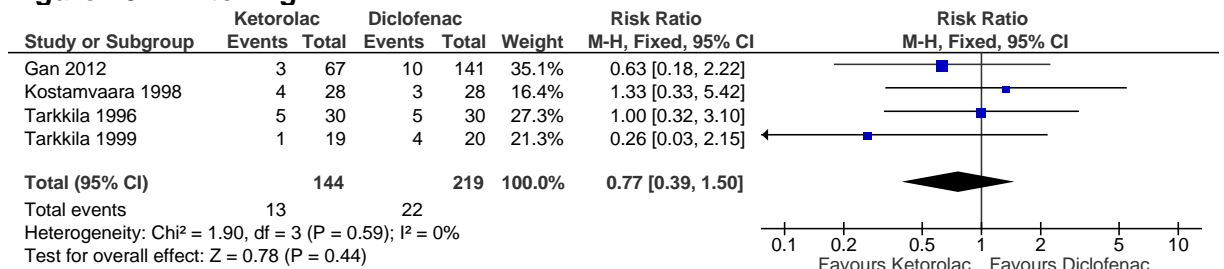 Ketorolac Diclofenac Risk Ratio Risk Ratio
Study or Subgroup Events Total Events Total Weight M-H, Fixed, 95% CI M-H, Fixed, 95% CI
Gan 2012 3 67 10 141 35.1% 0.63 [0.18, 2.22]
Kostamvaara 1998 4 28 3 28 16.4% 1.33 [0.33, 5.42]
Tarkkila 1996 5 30 5 30 27.3% 1.00 [0.32, 3.10]
Tarkkila 1999 1 19 4 20 21.3% 0.26 [0.03, 2.15]
Total (95% CI) 144 219 100.0% 0.77 [0.39, 1.50]
Total events 13 22
Heterogeneity: Chi² = 1.90, df = 3 (P = 0.59); I² = 0%
Test for overall effect: Z = 0.78 (P = 0.44)
0.1 0.2 0.5 1 2 5 10
Favours Ketorolac Favours Diclofenac